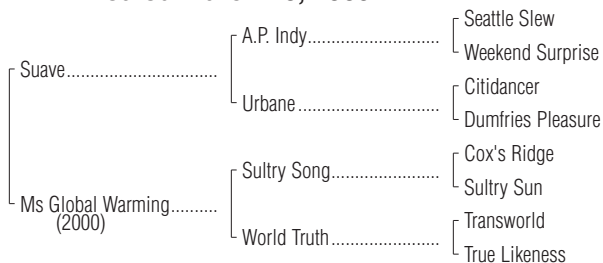 Seattle Slew
A.P. Indy
Weekend Surprise
Suave
Citidancer
Urbane
Dumfries Pleasure
Cox's Ridge
Sultry Song
Sultry Sun
Ms Global Warming
(2000)
Transworld
World Truth
True Likeness